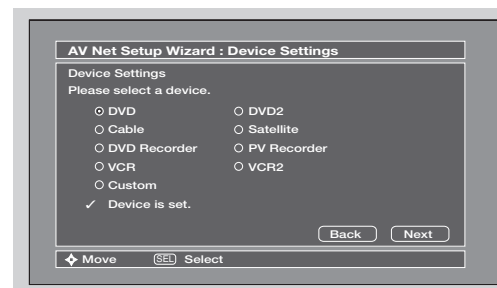 AV Net Setup Wizard : Device Settings
Device Settings
Please select a device.
DVD DVD2
Cable Satellite
DVD Recorder PV Recorder
VCR VCR2
Custom
✓ Device is set.
Back Next
Move SEL Select